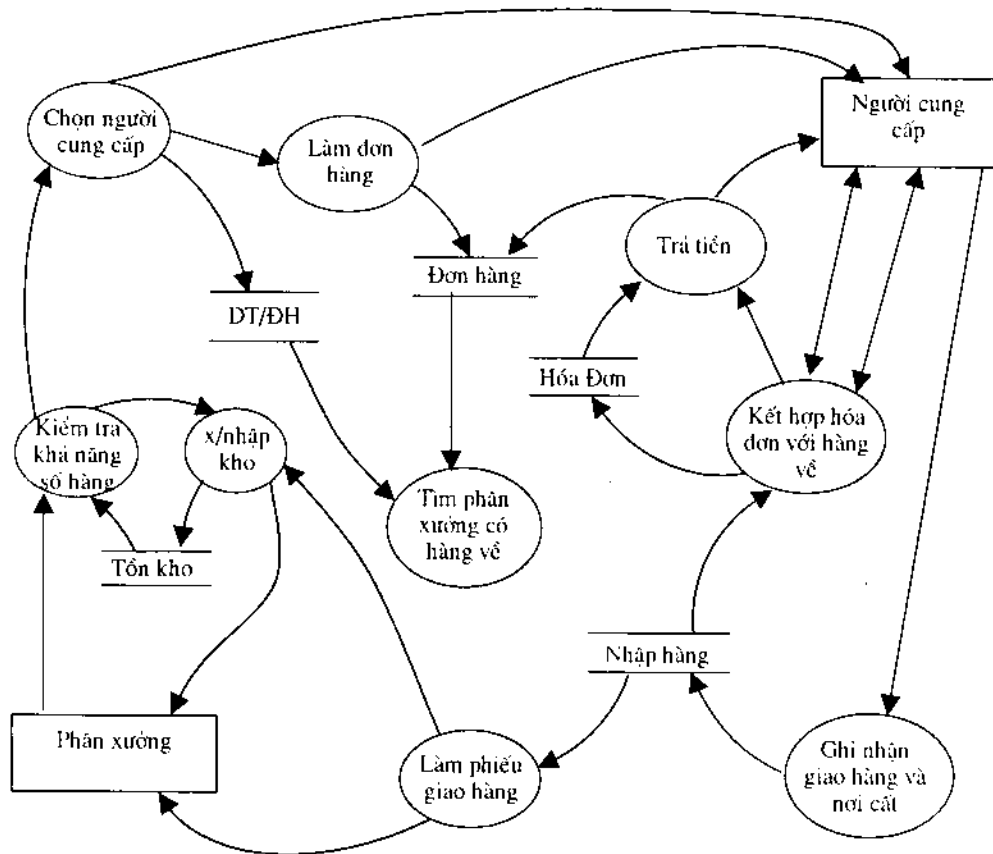 Chọn người
cung cấp
Làm đơn
hàng
Người cung
cấp
Trả tiền
Đơn hàng
DT/ĐH
Hóa Đơn
Kiểm tra
khả năng
số hàng
x/nhập
kho
Kết hợp hóa
đơn với hàng
về
Tìm phân
xưởng có
hàng về
Tồn kho
Nhập hàng
Phân xưởng
Làm phiếu
giao hàng
Ghi nhận
giao hàng và
nơi cất